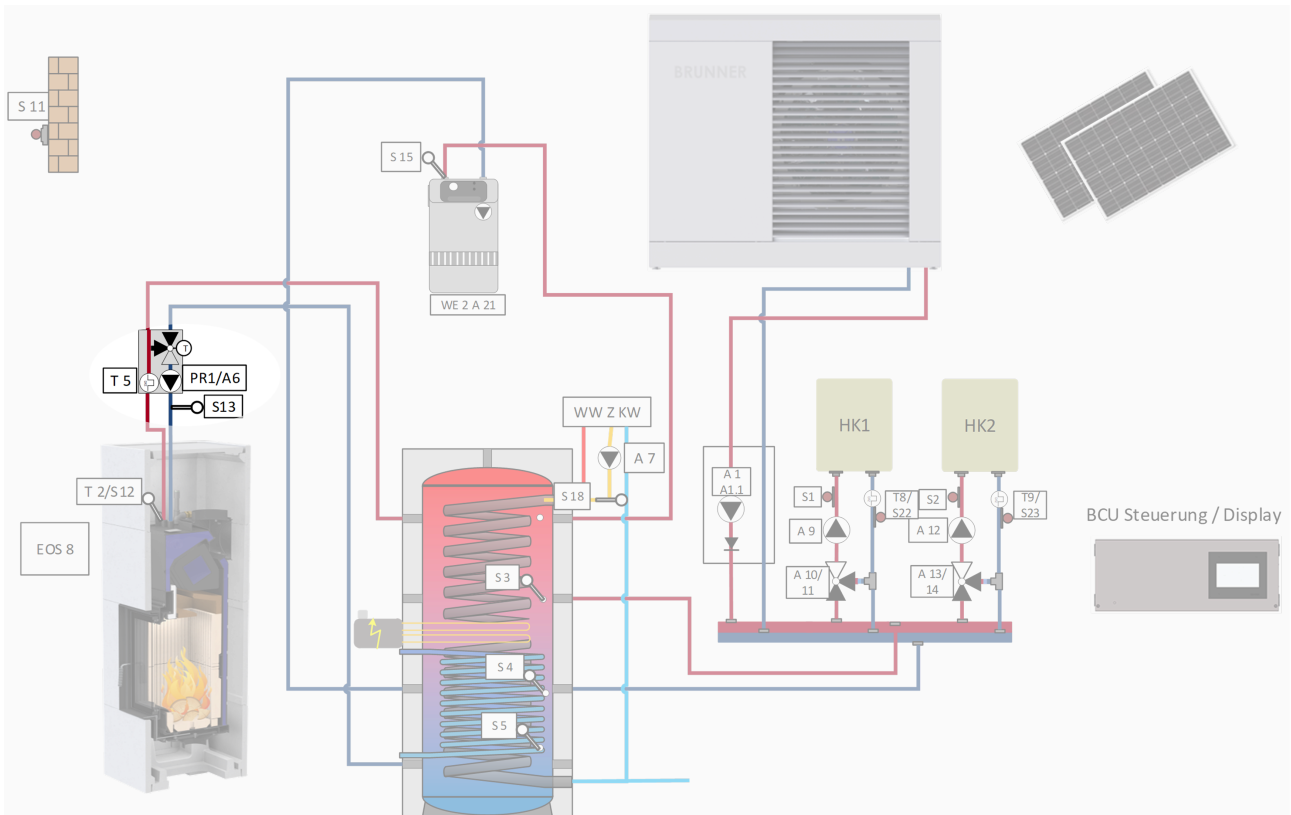 S 11
BRUNNER
S 15
WE 2 A 21
T 5
T
PR1/A6
S13
WW Z KW
A 7
HK1
HK2
T 2/S12
S 18
A 1
A1.1
S1
T8/
S22
S2
T9/
S23
A 9
A 12
BCU Steuerung / Display
EOS 8
S 3
A 10/
11
A 13/
14
S 4
S 5